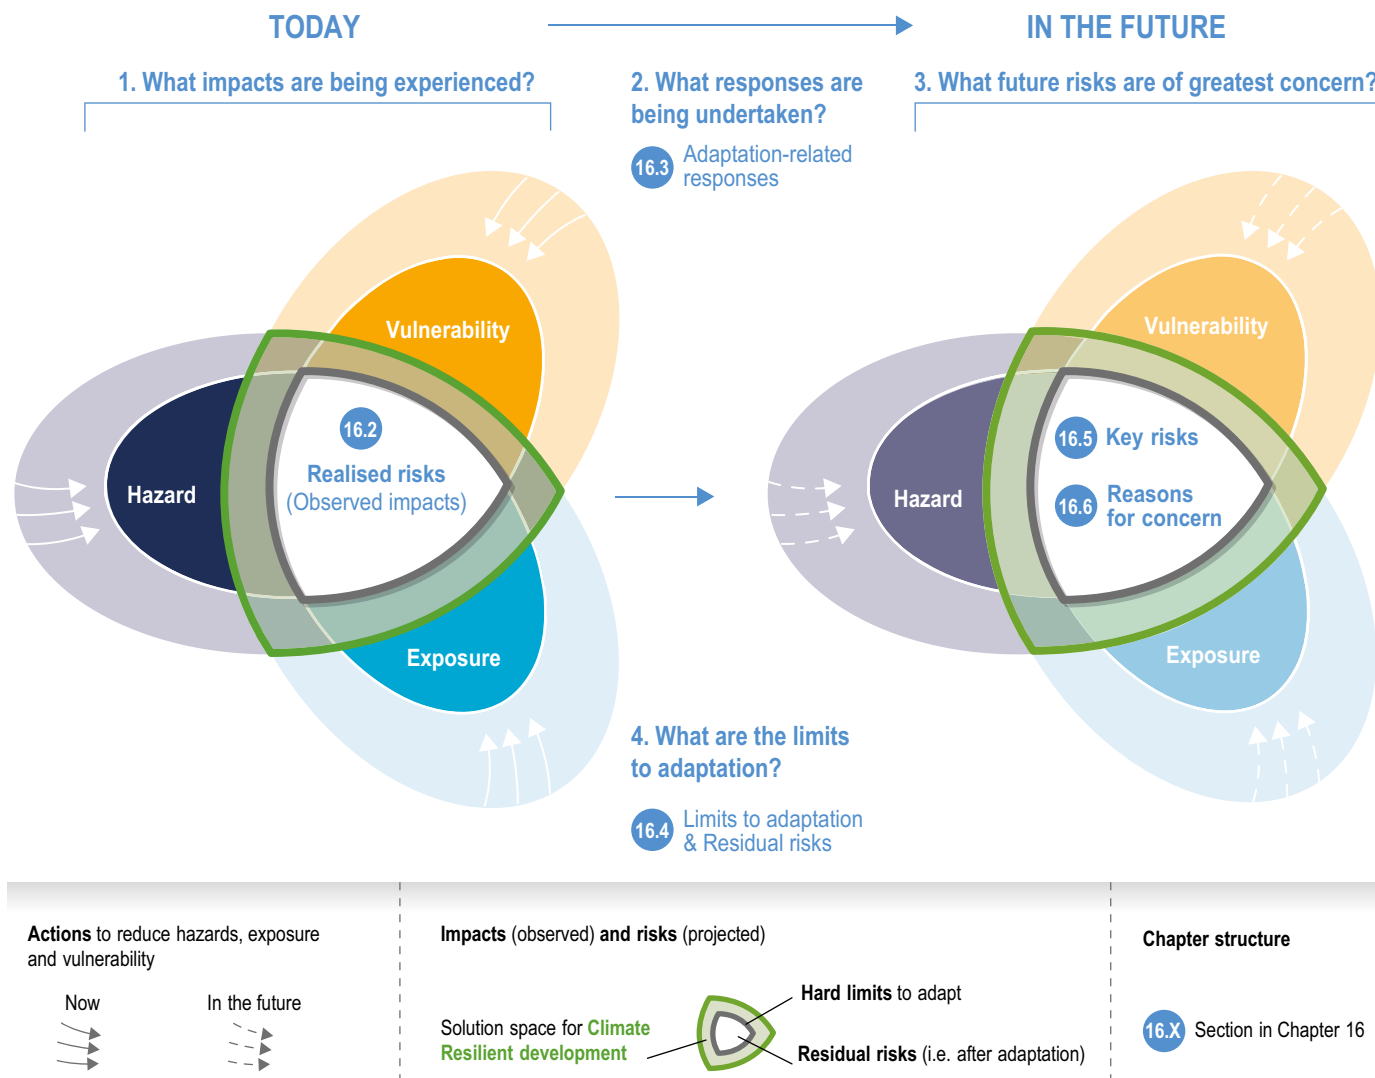 TODAY
IN THE FUTURE
1. What impacts are being experienced?
2. What responses are
being undertaken?
16.3 Adaptation-related
responses
3. What future risks are of greatest concern?
Vulnerability
Hazard
16.2
Realised risks
(Observed impacts)
Exposure
Vulnerability
Hazard
16.5 Key risks
16.6 Reasons
for concern
Exposure
4. What are the limits
to adaptation?
16.4 Limits to adaptation
& Residual risks
Actions to reduce hazards, exposure
and vulnerability
Now
In the future
Impacts (observed) and risks (projected)
Solution space for Climate
Resilient development
Hard limits to adapt
Residual risks (i.e. after adaptation)
Chapter structure
16.X Section in Chapter 16